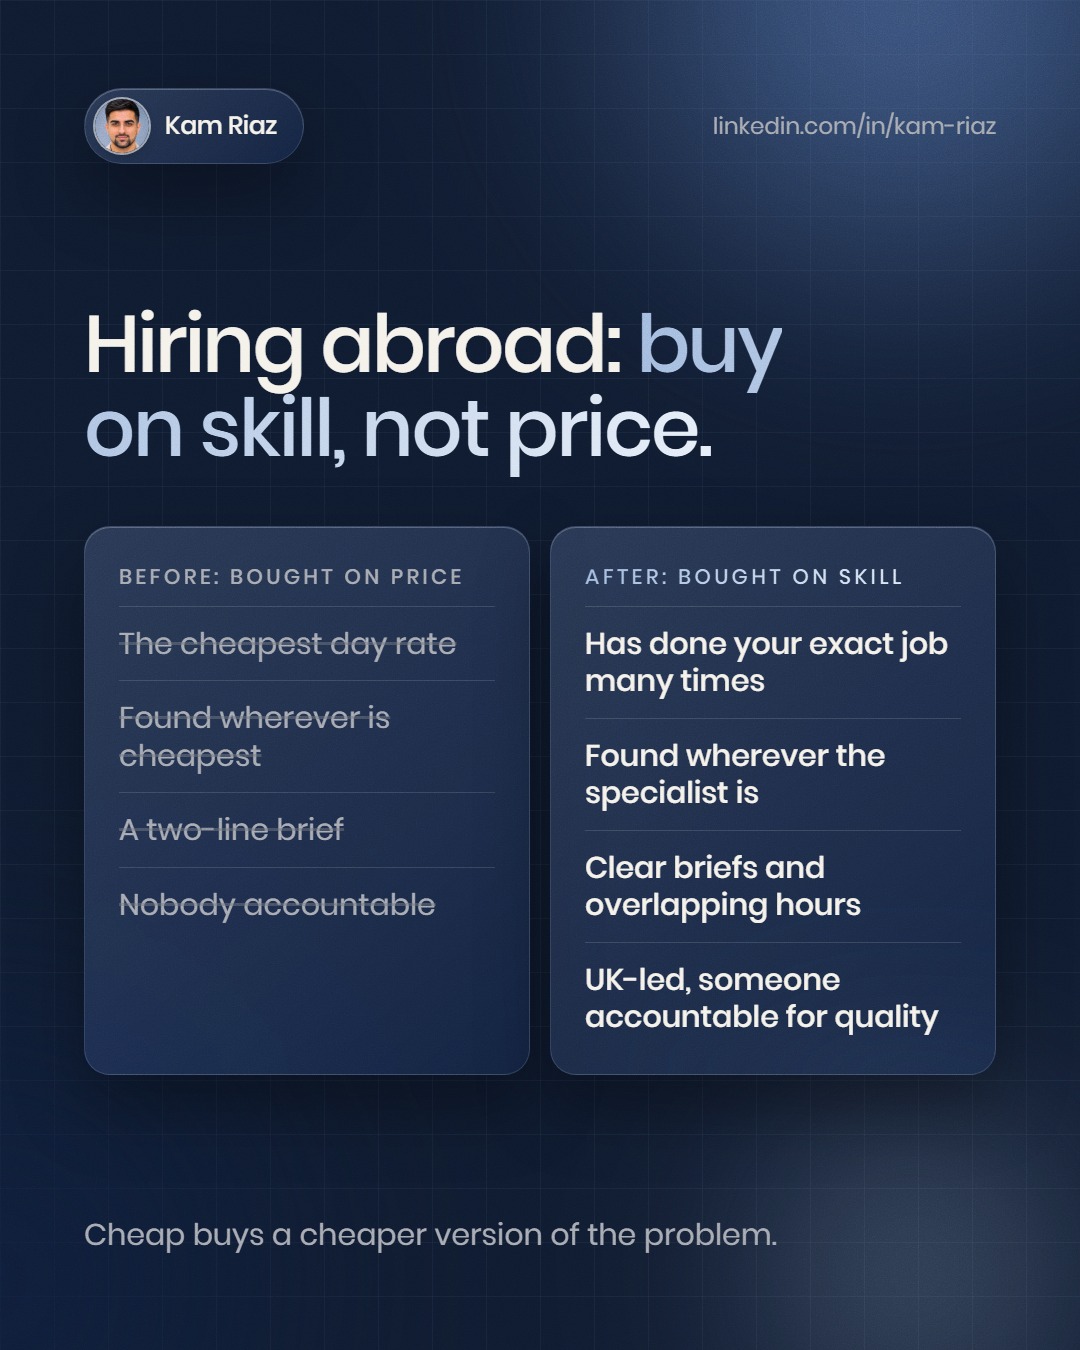 Kam Riaz
linkedin.com/in/kam-riaz
Hiring abroad: buy
on skill, not price.
BEFORE: BOUGHT ON PRICE
The cheapest day rate
Found wherever is
cheapest
A two-line brief
Nobody accountable
AFTER: BOUGHT ON SKILL
Has done your exact job
many times
Found wherever the
specialist is
Clear briefs and
overlapping hours
UK-led, someone
accountable for quality
Cheap buys a cheaper version of the problem.